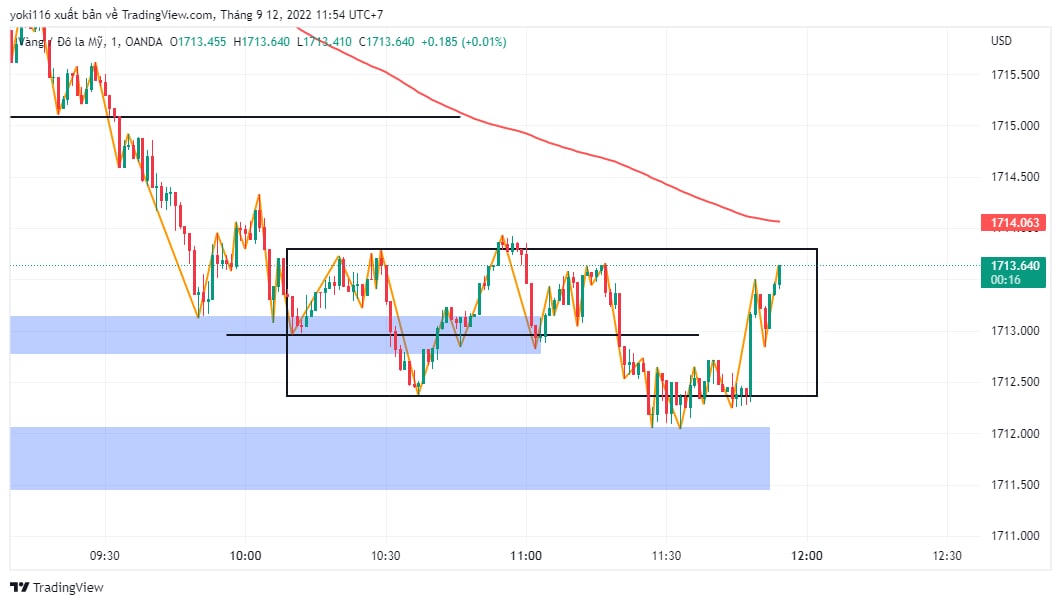 yoki116 xuất bản về TradingView.com, Tháng 9 12, 2022 11:54 UTC+7
Vàng / Đô la Mỹ, 1, OANDA O1713.455 H1713.640 L1713.410 C1713.640 +0.185 (+0.01%)
USD
1715.500
1715.000
1714.500
1714.063
1713.640
00:16
1713.000
1712.500
1712.000
1711.500
1711.000
09:30 10:00 10:30 11:00 11:30 12:00 12:30
TradingView